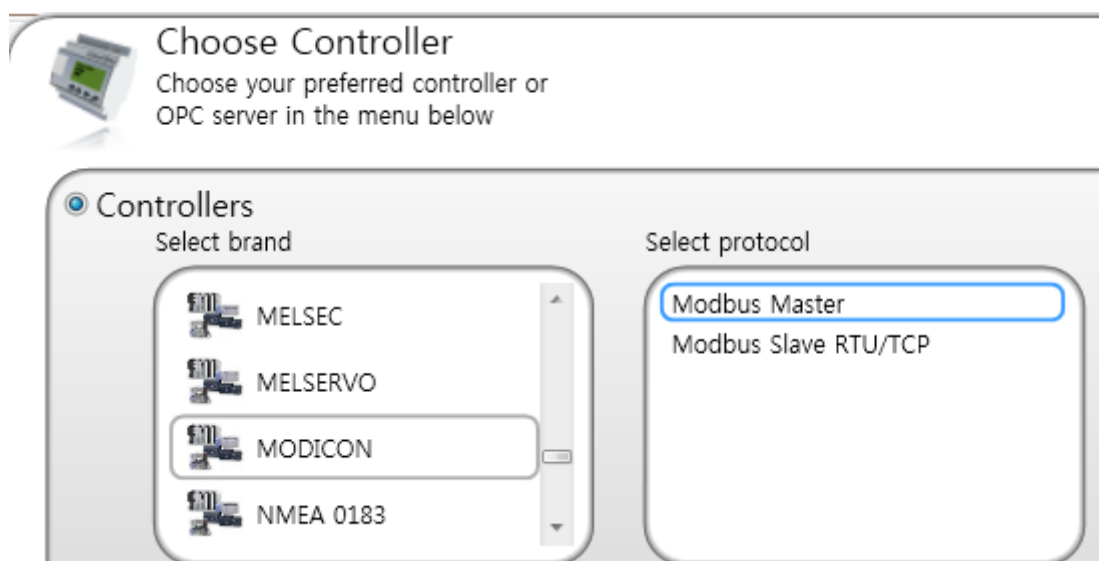 Choose Controller
Choose your preferred controller or
OPC server in the menu below
Controllers
Select brand
MELSEC
MELSERVO
MODICON
NMEA 0183
Select protocol
Modbus Master
Modbus Slave RTU/TCP